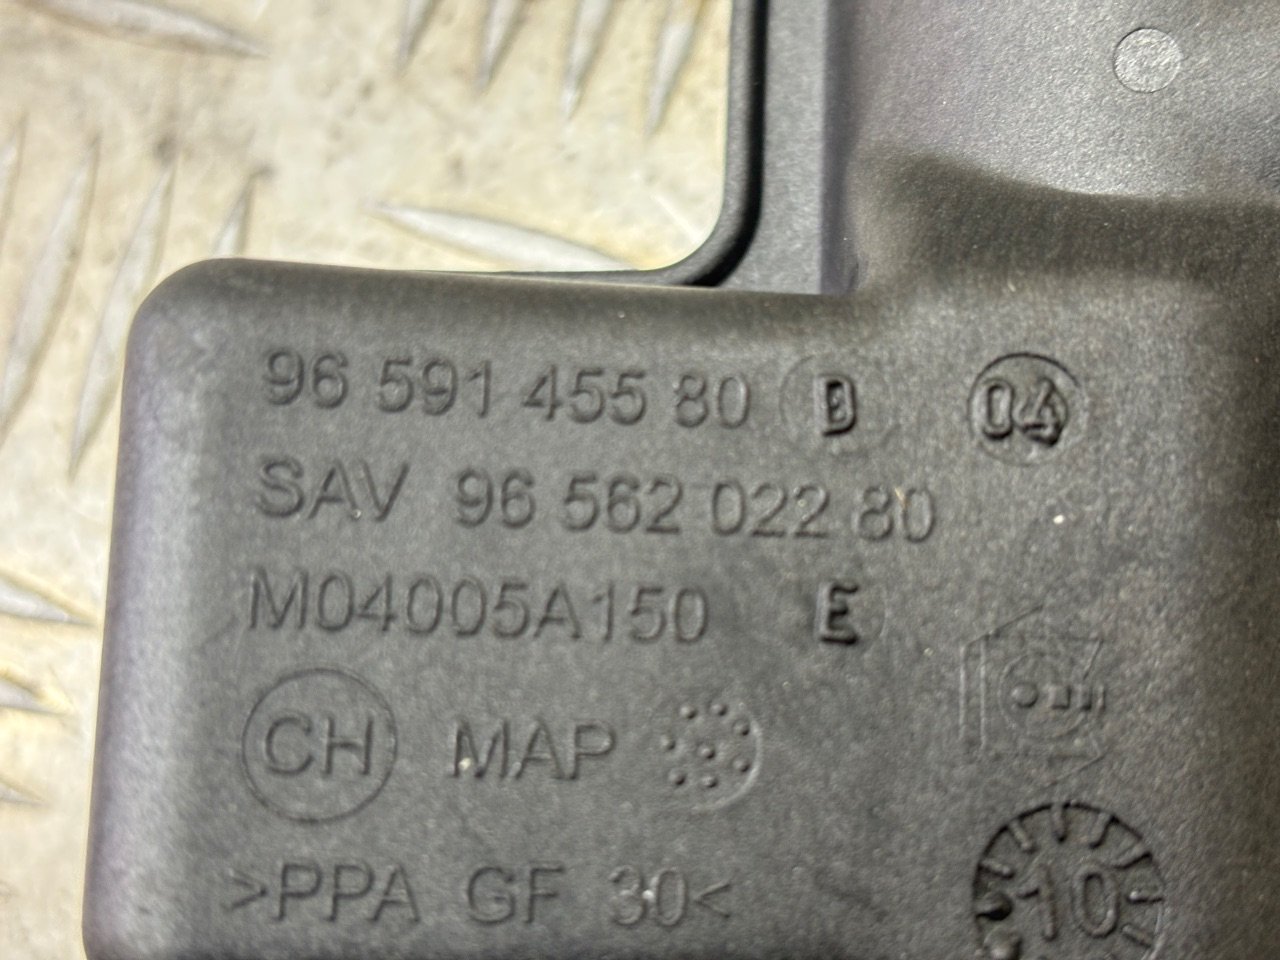 96 591 455 80 D 04
SAV 96 562 022 80
M04005A150 E
CH MAP
>PPA GF 30<
10